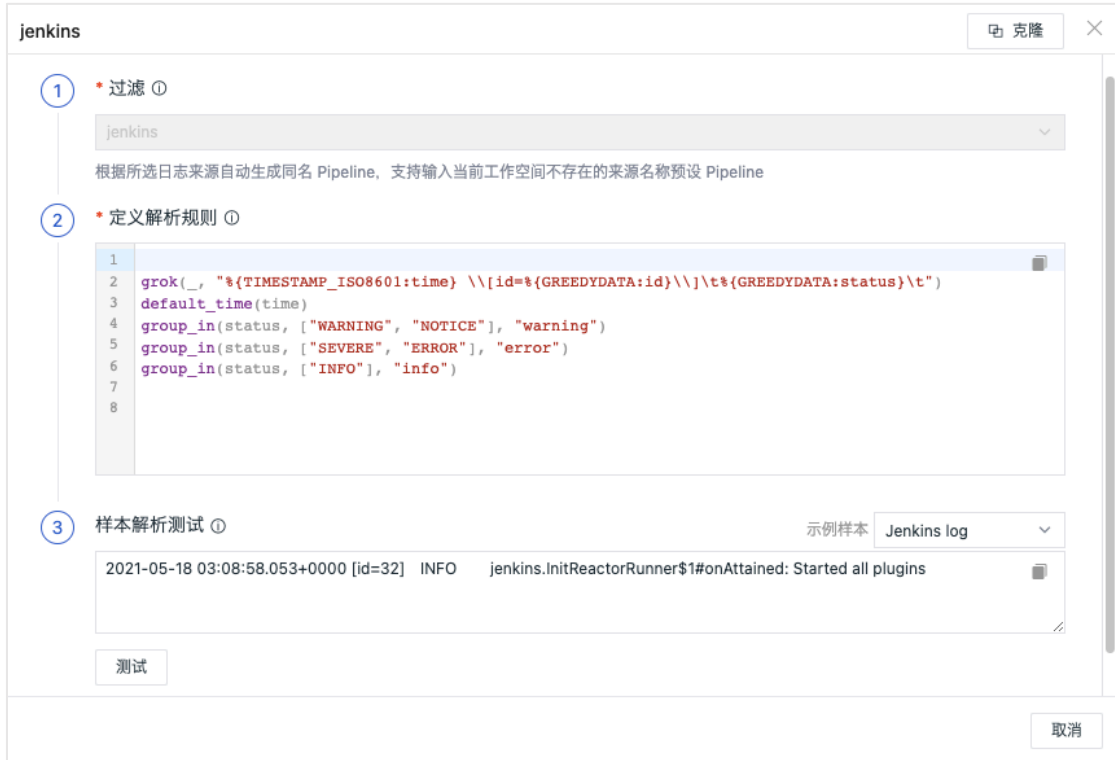 jenkins
克隆
1
* 过滤
jenkins
根据所选日志来源自动生成同名 Pipeline，支持输入当前工作空间不存在的来源名称预设 Pipeline
2
* 定义解析规则
1
2 grok(_, "%{TIMESTAMP_ISO8601:time} \\[id=%{GREEDYDATA:id}\\]\t%{GREEDYDATA:status}\t")
3 default_time(time)
4 group_in(status, ["WARNING", "NOTICE"], "warning")
5 group_in(status, ["SEVERE", "ERROR"], "error")
6 group_in(status, ["INFO"], "info")
7
8
3
样本解析测试
示例样本 Jenkins log
2021-05-18 03:08:58.053+0000 [id=32] INFO jenkins.InitReactorRunner$1#onAttained: Started all plugins
测试
取消